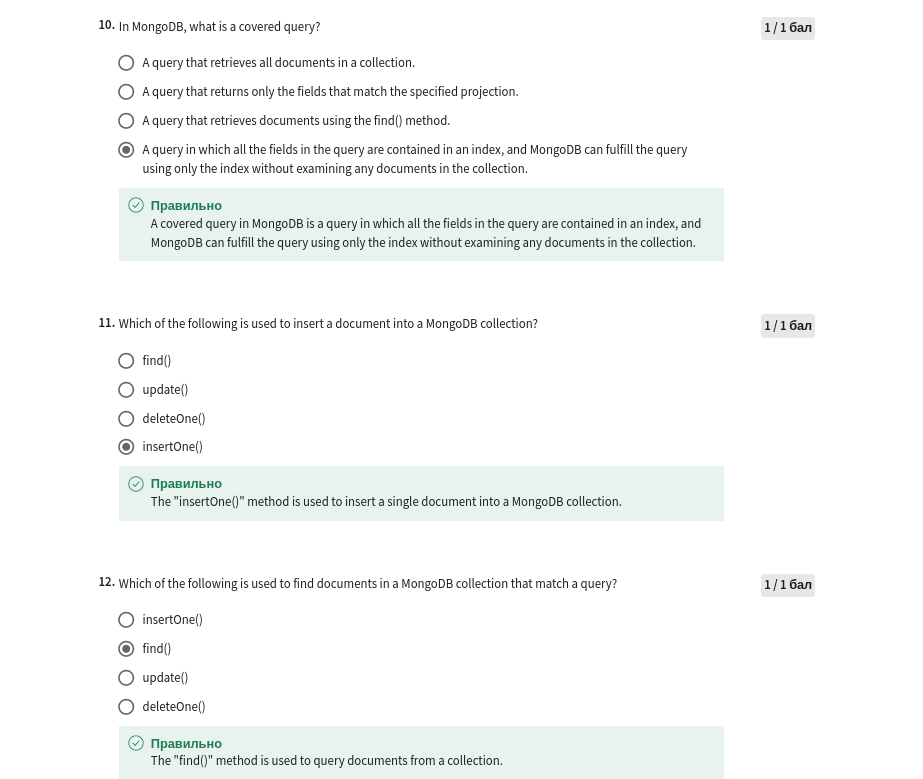 10. In MongoDB, what is a covered query?
1 / 1 бал
A query that retrieves all documents in a collection.
A query that returns only the fields that match the specified projection.
A query that retrieves documents using the find() method.
A query in which all the fields in the query are contained in an index, and MongoDB can fulfill the query
using only the index without examining any documents in the collection.
Правильно
A covered query in MongoDB is a query in which all the fields in the query are contained in an index, and
MongoDB can fulfill the query using only the index without examining any documents in the collection.
11. Which of the following is used to insert a document into a MongoDB collection?
1 / 1 бал
find()
update()
deleteOne()
insertOne()
Правильно
The "insertOne()" method is used to insert a single document into a MongoDB collection.
12. Which of the following is used to find documents in a MongoDB collection that match a query?
1 / 1 бал
insertOne()
find()
update()
deleteOne()
Правильно
The "find()" method is used to query documents from a collection.